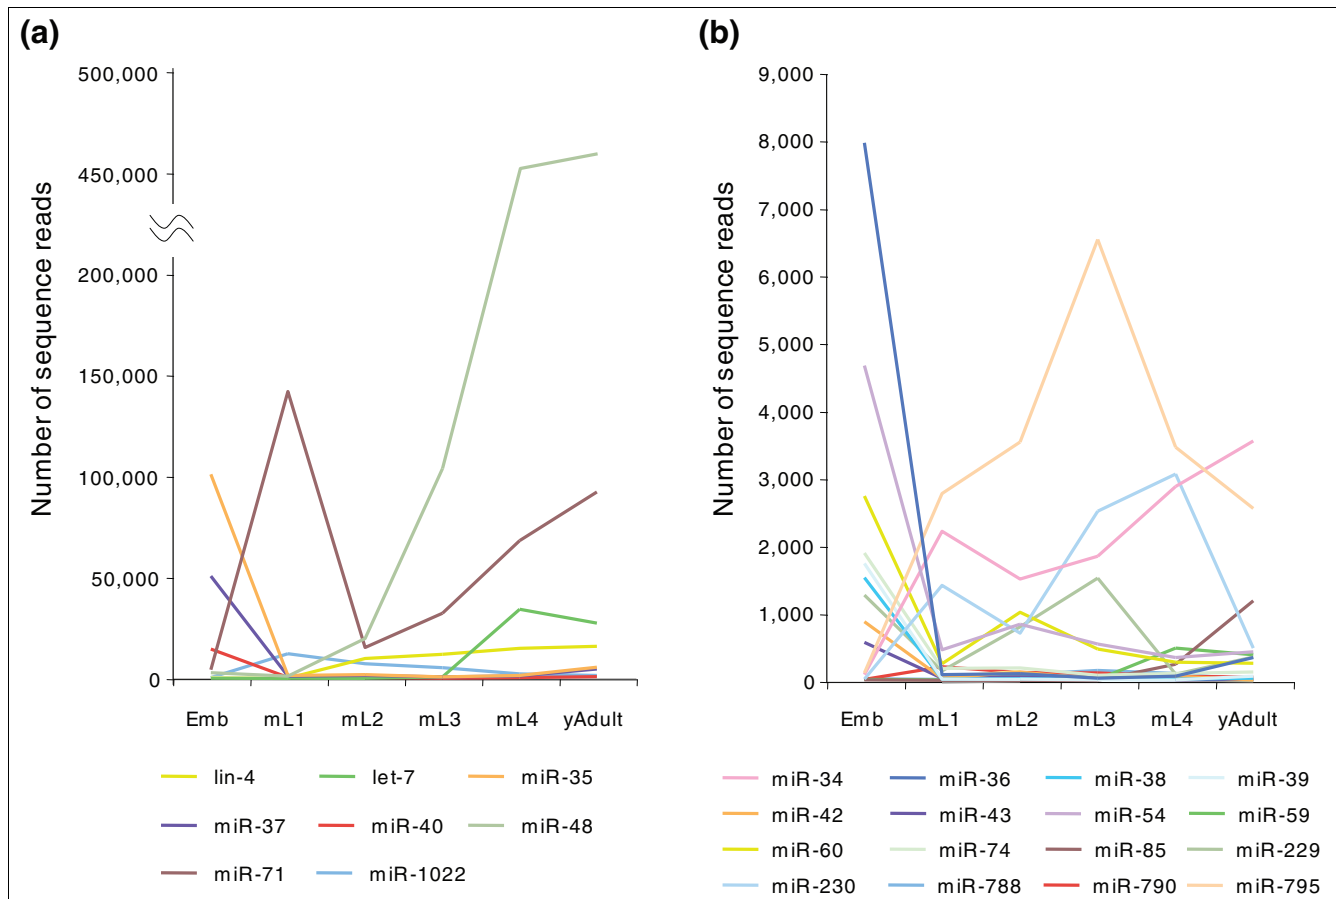 (a)
Number of sequence reads
500,000
450,000
200,000
150,000
100,000
50,000
0
Emb mL1 mL2 mL3 mL4 yAdult
lin-4 let-7 miR-35
miR-37 miR-40 miR-48
miR-71 miR-1022
(b)
Number of sequence reads
9,000
8,000
7,000
6,000
5,000
4,000
3,000
2,000
1,000
0
Emb mL1 mL2 mL3 mL4 yAdult
miR-34 miR-36 miR-38 miR-39
miR-42 miR-43 miR-54 miR-59
miR-60 miR-74 miR-85 miR-229
miR-230 miR-788 miR-790 miR-795